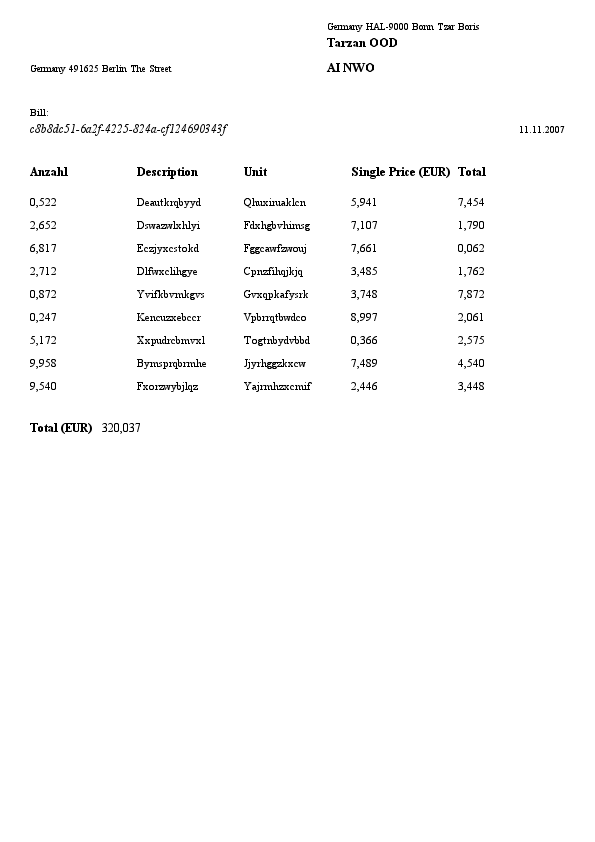 Germany HAL-9000 Bonn Tzar Boris
Tarzan OOD
Germany 491625 Berlin The Street
AI NWO
Bill:
c8b8dc51-6a2f-4225-824a-cf124690343f
11.11.2007
Anzahl Description Unit Single Price (EUR) Total
0,522 Deautkrqbyyd Qhuxinuaklcn 5,941 7,454
2,652 Dswazwlxhlyi Fdxhgbvhimsg 7,107 1,790
6,817 Eczjyxcstokd Fggcawfzwouj 7,661 0,062
2,712 Dlfwxclihgye Cpnzfihqjkjq 3,485 1,762
0,872 Yvifkbvmkgvs Gvxqpkafysrk 3,748 7,872
0,247 Kencuzxebccr Vpbrrqtbwdco 8,997 2,061
5,172 Xxpudrcbmvxl Togtnbydvbbd 0,366 2,575
9,958 Bymsprqbrmhe Jjyrhggzkxcw 7,489 4,540
9,540 Fxorzwybjlqz Yajrmhzxcmif 2,446 3,448
Total (EUR) 320,037